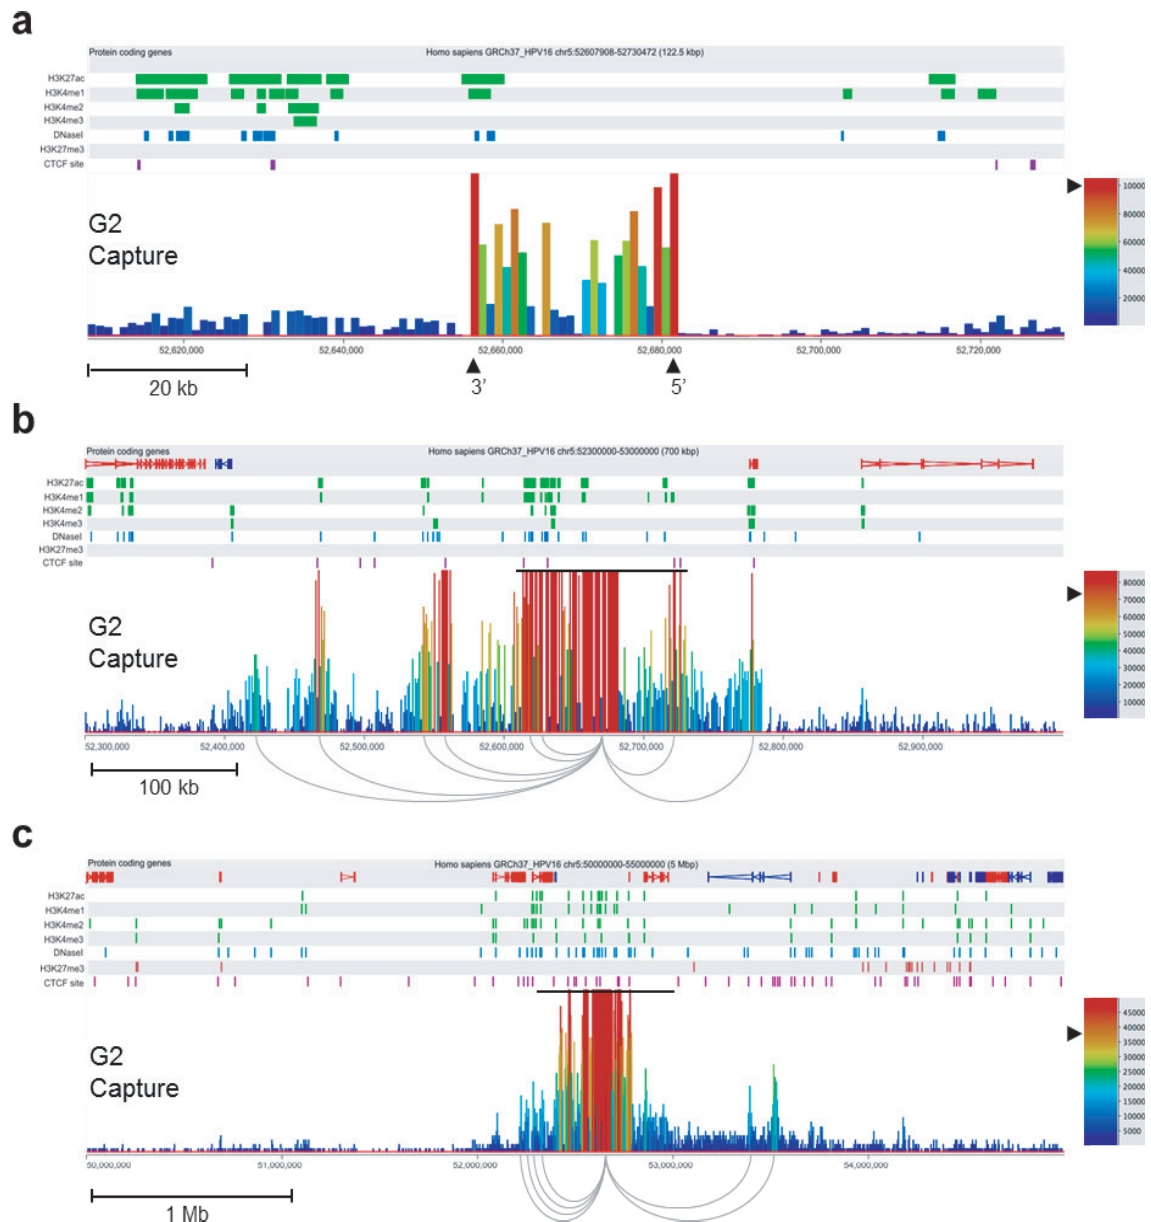 a
Protein coding genes Homo sapiens GRCh37_HPV16 chr5:52607908-52730472 (122.5 kbp)
H3K27ac
H3K4me1
H3K4me2
H3K4me3
DNaseI
H3K27me3
CTCF site
G2
Capture
10000
80000
60000
40000
20000
52,620,000 52,640,000 52,660,000 52,680,000 52,700,000 52,720,000
20 kb 3' 5'
b
Protein coding genes Homo sapiens GRCh37_HPV16 chr5:52300000-53000000 (700 kbp)
H3K27ac
H3K4me1
H3K4me2
H3K4me3
DNaseI
H3K27me3
CTCF site
G2
Capture
80000
70000
60000
50000
40000
30000
20000
10000
52,300,000 52,400,000 52,500,000 52,600,000 52,700,000 52,800,000 52,900,000
100 kb
c
Protein coding genes Homo sapiens GRCh37_HPV16 chr5:50000000-55000000 (5 Mbp)
H3K27ac
H3K4me1
H3K4me2
H3K4me3
DNaseI
H3K27me3
CTCF site
G2
Capture
45000
40000
35000
30000
25000
20000
15000
10000
5000
50,000,000 51,000,000 52,000,000 53,000,000 54,000,000
1 Mb